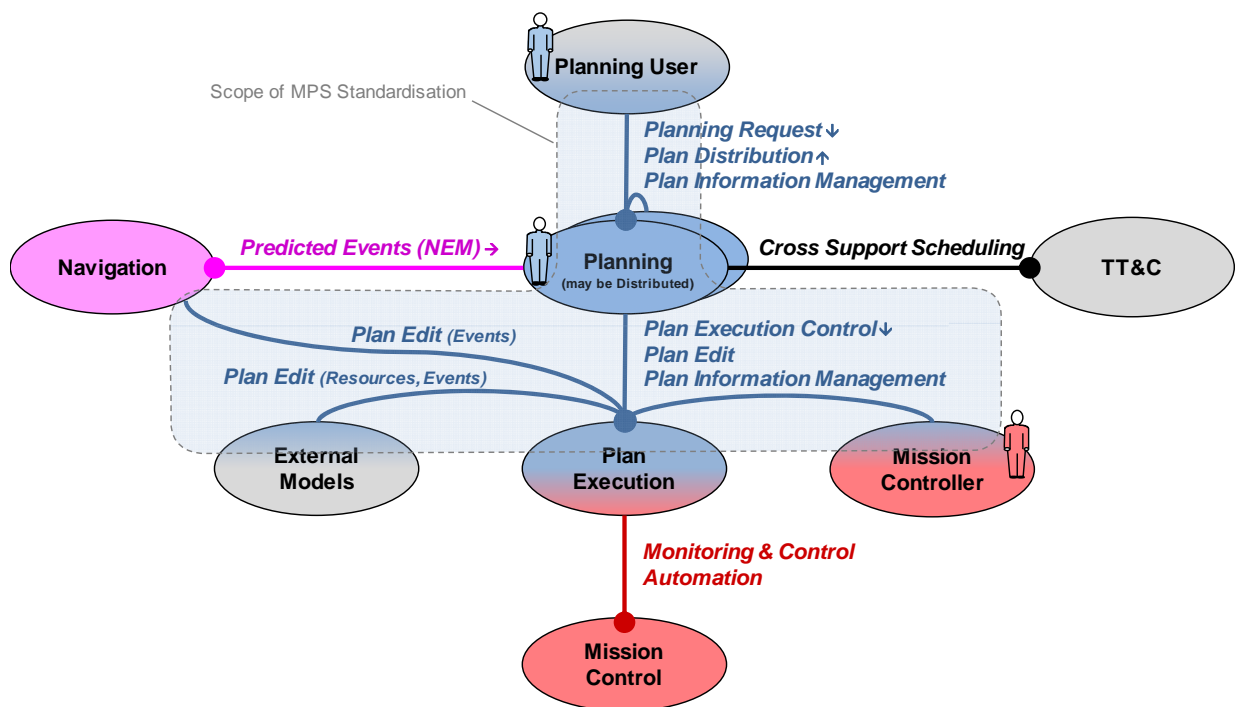 Planning User
Scope of MPS Standardisation
Planning Request↓
Plan Distribution↑
Plan Information Management
Navigation
Predicted Events (NEM)→
Planning
(may be Distributed)
Cross Support Scheduling
TT&C
Plan Edit (Events)
Plan Edit (Resources, Events)
Plan Execution Control↓
Plan Edit
Plan Information Management
External
Models
Plan
Execution
Mission
Controller
Monitoring & Control
Automation
Mission
Control